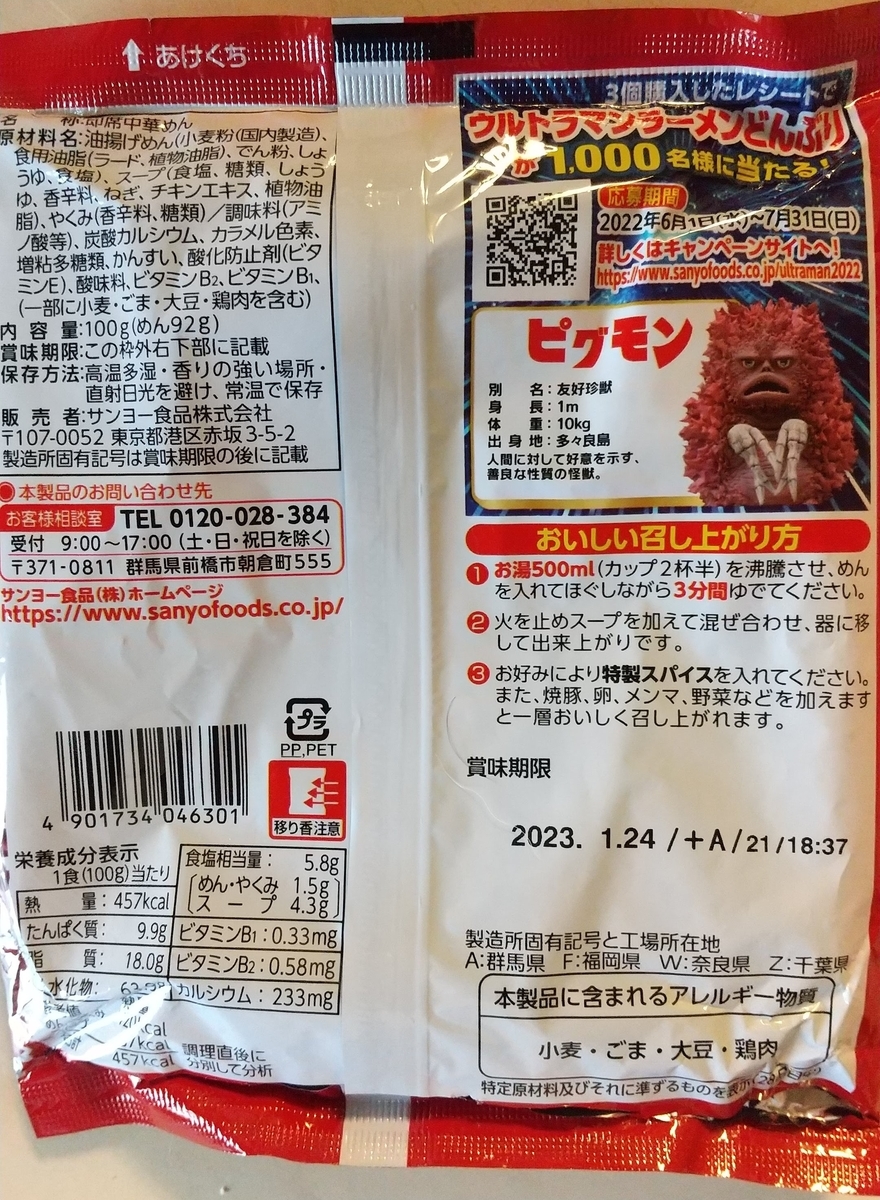 あけくち
名 称:即席中華めん
原材料名:油揚げめん(小麦粉(国内製造)、
食用油脂(ラード、植物油脂)、でん粉、しょ
うゆ、食塩)、スープ(食塩、糖類、しょう
ゆ、香辛料、ねぎ、チキンエキス、植物油
脂)、やくみ(香辛料、糖類)/調味料(アミ
ノ酸等)、炭酸カルシウム、カラメル色素、
増粘多糖類、かんすい、酸化防止剤(ビタ
ミンE)、酸味料、ビタミンB2、ビタミンB1、
(一部に小麦・ごま・大豆・鶏肉を含む)
内容量:100g(めん92g)
賞味期限:この枠外右下部に記載
保存方法:高温多湿・香りの強い場所・
直射日光を避け、常温で保存
販売者:サンヨー食品株式会社
〒107-0052 東京都港区赤坂3-5-2
製造所固有記号は賞味期限の後に記載
●本製品のお問い合わせ先
お客様相談室 TEL 0120-028-384
受付 9:00~17:00 (土・日・祝日を除く)
〒371-0811 群馬県前橋市朝倉町555
サンヨー食品(株)ホームページ
https://www.sanyofoods.co.jp/
プラ
PP,PET
移り香注意
4 901734 046301
栄養成分表示
1食(100g)当たり
熱量:457kcal
たんぱく質:9.9g
脂質:18.0g
水化物:
食塩相当量:5.8g
めん・やくみ 1.5g
スープ 4.3g
ビタミンB1:0.33mg
ビタミンB2:0.58mg
カルシウム:233mg
457kcal
調理直後に
分別して分析
3個購入したレシートで
ウルトラマンラーメンどんぶり
が1,000名様に当たる!
応募期間
2022年6月1日(水)~7月31日(日)
詳しくはキャンペーンサイトへ!
https://www.sanyofoods.co.jp/ultraman2022
ピグモン
別名:友好珍獣
身長:1m
体重:10kg
出身地:多々良島
人間に対して好意を示す、
善良な性質の怪獣。
おいしい召し上がり方
1 お湯500ml(カップ2杯半)を沸騰させ、めん
を入れてほぐしながら3分間ゆでてください。
2 火を止めスープを加えて混ぜ合わせ、器に移
して出来上がりです。
3 お好みにより特製スパイスを入れてください。
また、焼豚、卵、メンマ、野菜などを加えます
と一層おいしく召し上がれます。
賞味期限
2023. 1.24 /+A/21/18:37
製造所固有記号と工場所在地
A:群馬県 F:福岡県 W:奈良県 Z:千葉県
本製品に含まれるアレルギー物質
小麦・ごま・大豆・鶏肉
特定原材料及びそれに準ずるものを表示